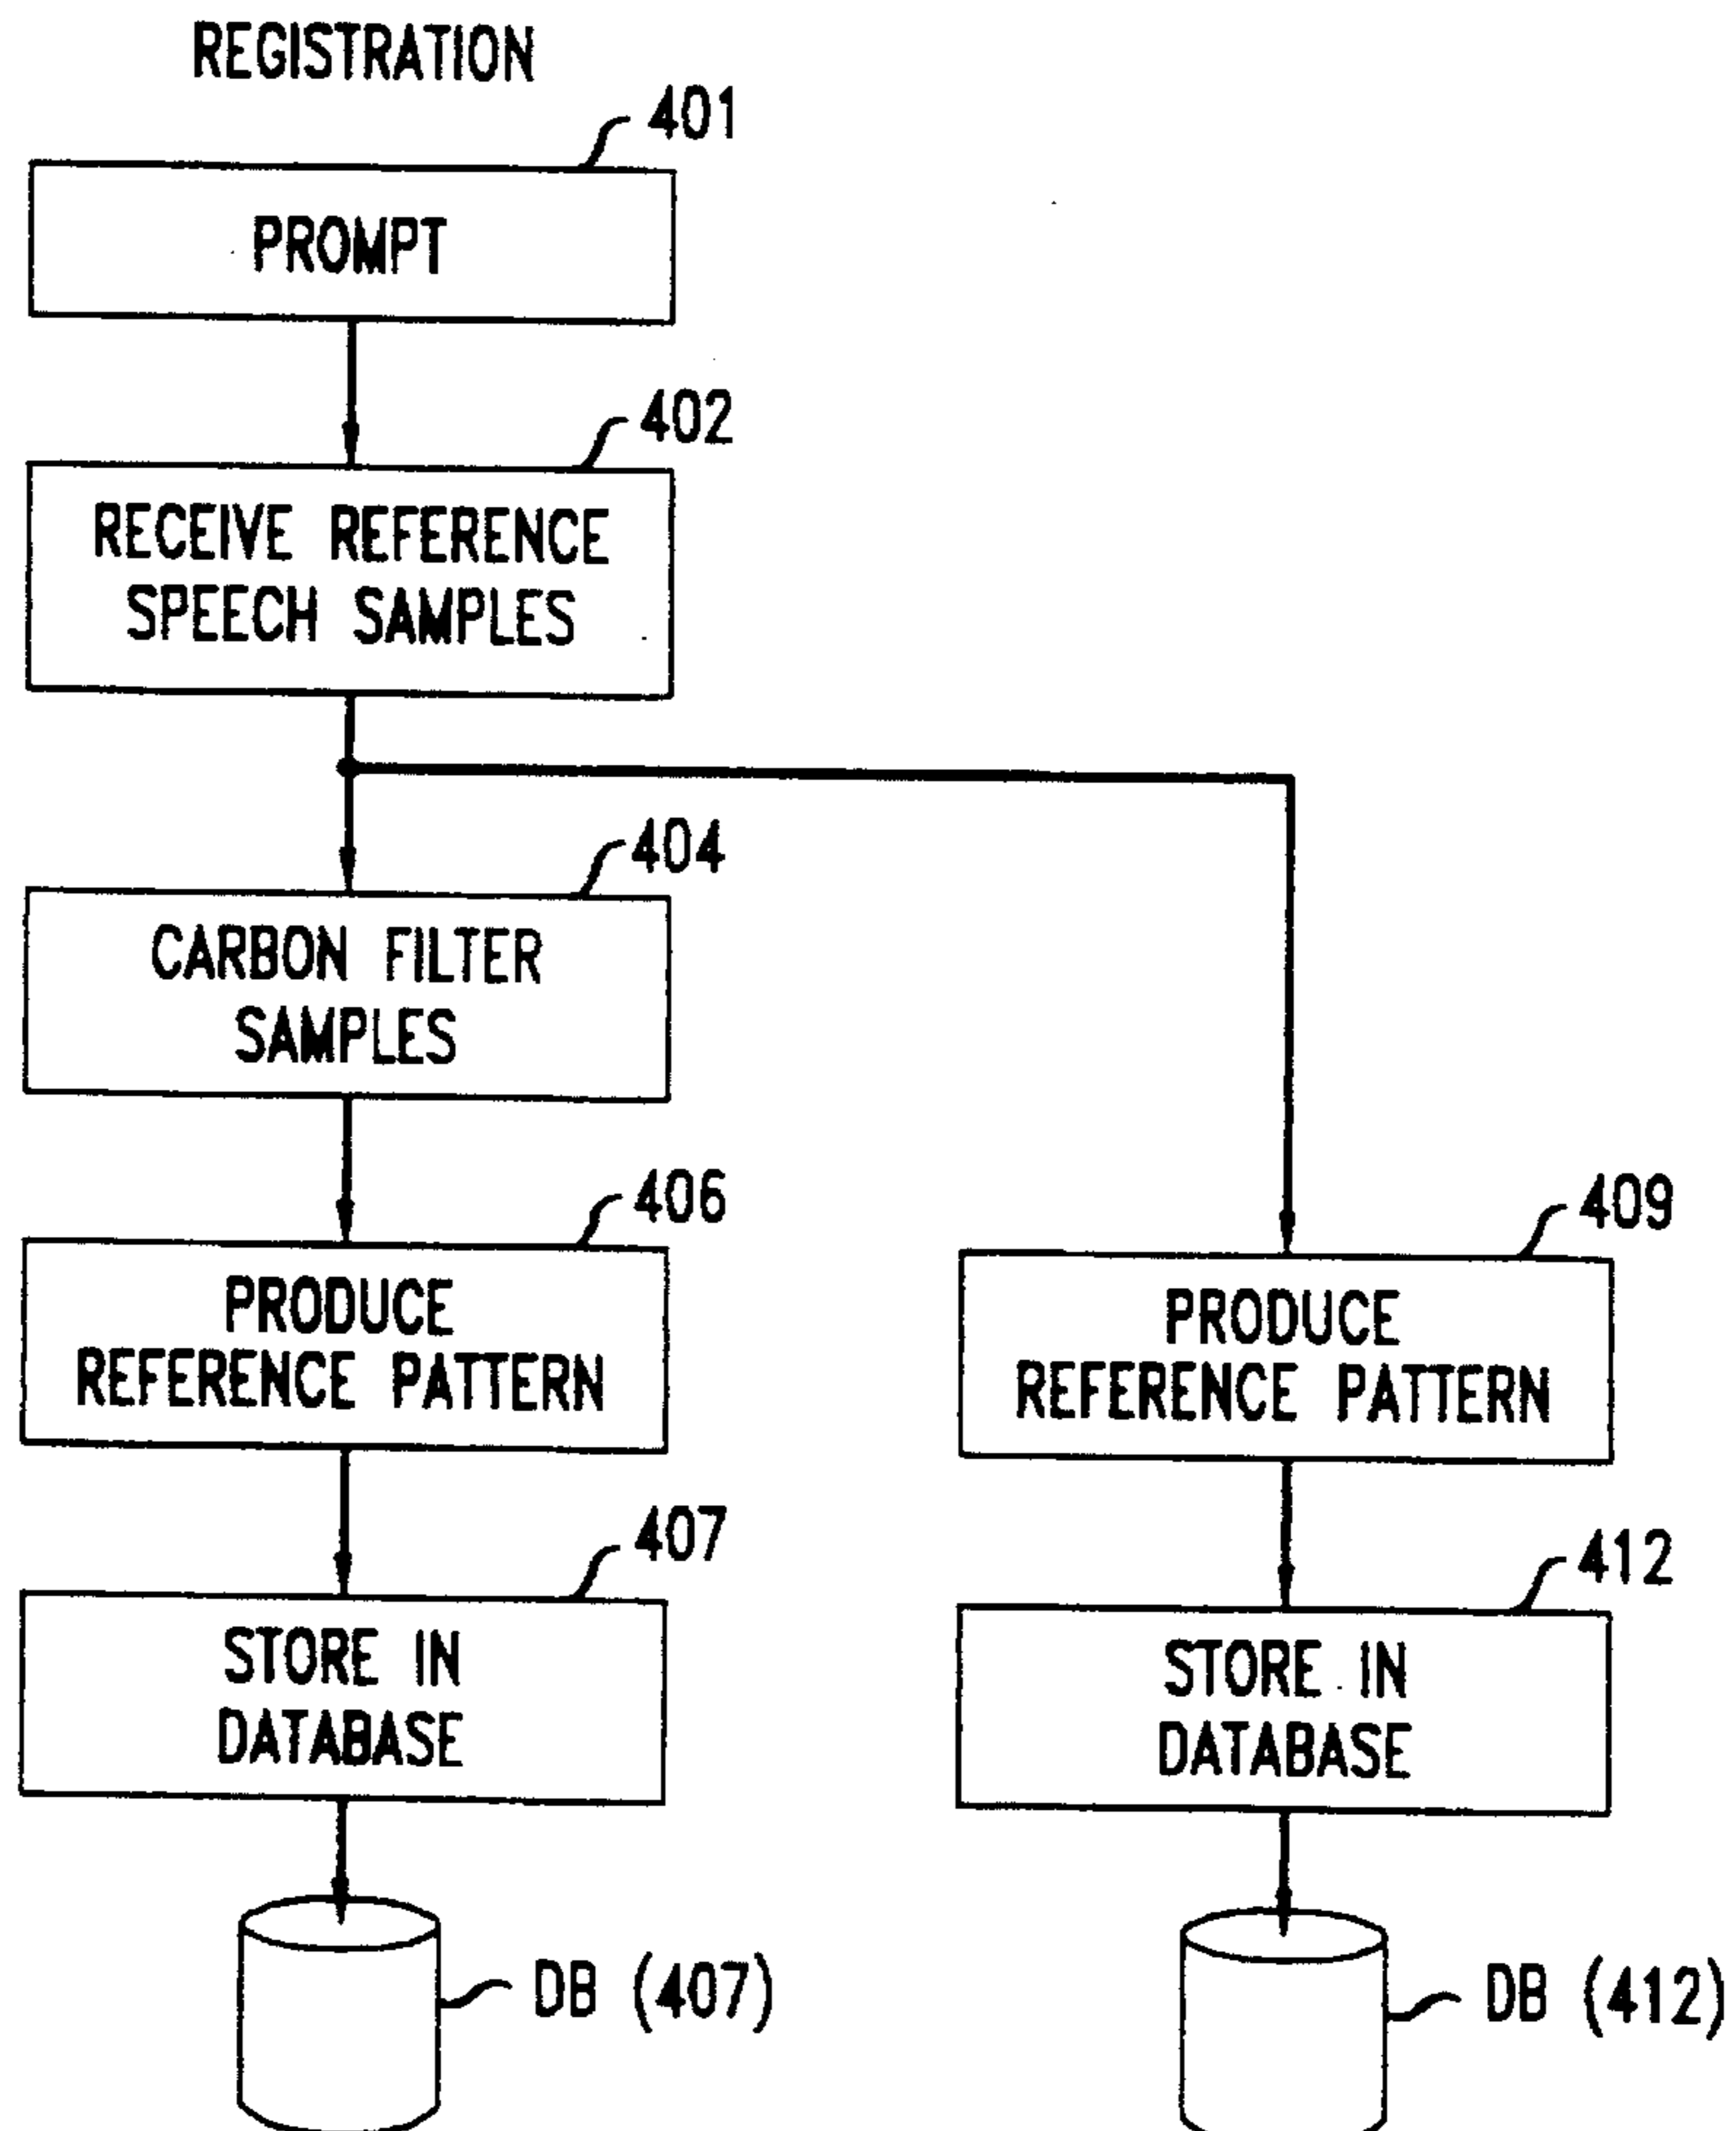 REGISTRATION
401
PROMPT
402
RECEIVE REFERENCE
SPEECH SAMPLES
404
CARBON FILTER
SAMPLES
406
PRODUCE
REFERENCE PATTERN
409
PRODUCE
REFERENCE PATTERN
407
STORE IN
DATABASE
412
STORE IN
DATABASE
DB (407)
DB (412)